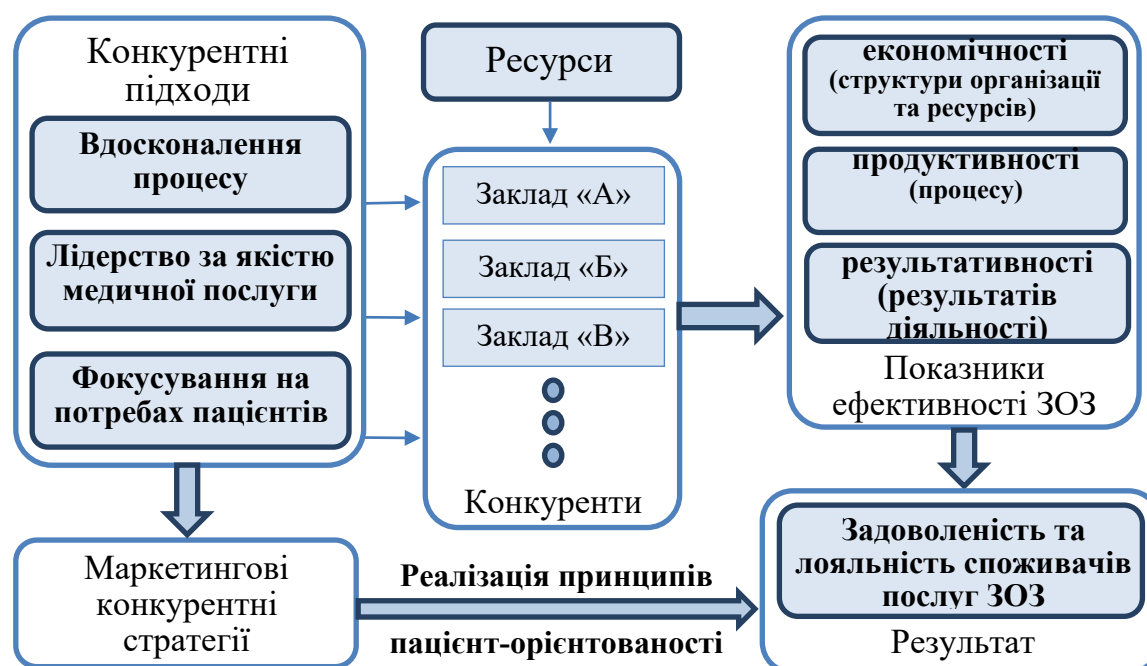 Конкурентні
підходи
Вдосконалення
процесу
Лідерство за якістю
медичної послуги
Фокусування на
потребах пацієнтів
Ресурси
Заклад «А»
Заклад «Б»
Заклад «В»
Конкуренти
економічності
(структури організації
та ресурсів)
продуктивності
(процесу)
результативності
(результатів
діяльності)
Показники
ефективності ЗОЗ
Маркетингові
конкурентні
стратегії
Реалізація принципів
пацієнт-орієнтованості
Задоволеність та
лояльність споживачів
послуг ЗОЗ
Результат